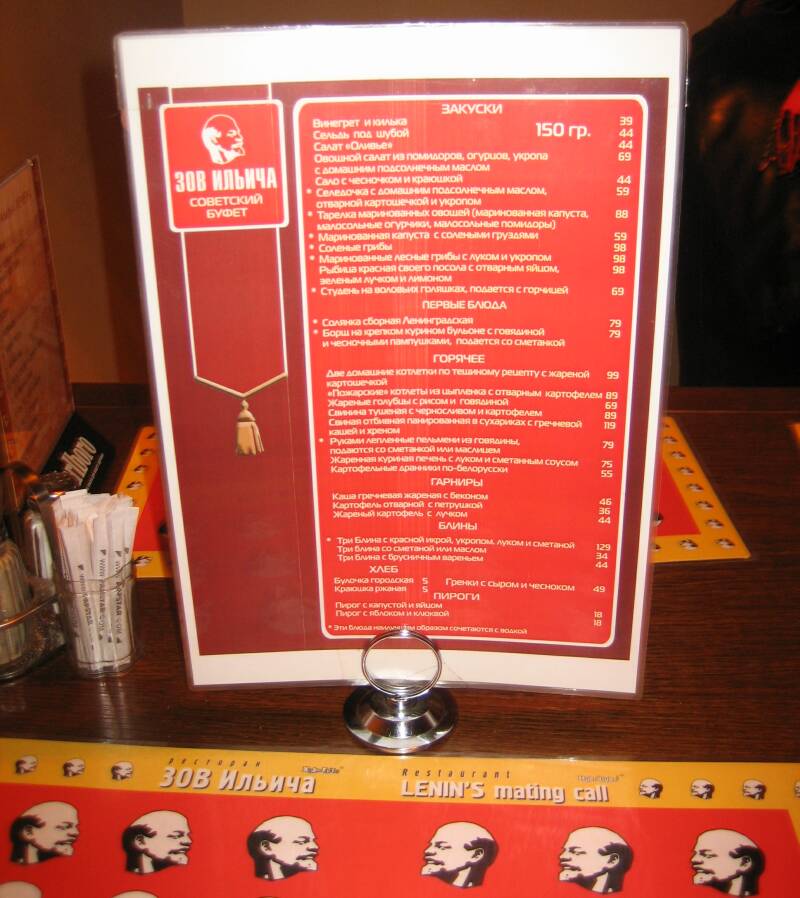 ЗОВ ИЛЬИЧА
СОВЕТСКИЙ
БУФЕТ
ЗАКУСКИ
150 гр.
Винегрет и килька 39
Сельдь под шубой 44
Салат «Оливье» 44
Овощной салат из помидоров, огурцов, укропа 69
с домашним подсолнечным маслом
Сало с чесночком и краюшкой 44
* Селедочка с домашним подсолнечным маслом, 59
отварной картошечкой и укропом
* Тарелка маринованных овощей (маринованная капуста, 88
малосольные огурчики, малосольные помидоры)
* Маринованная капуста с солеными груздями 59
* Соленые грибы 98
* Маринованные лесные грибы с луком и укропом 98
Рыбица красная своего посола с отварным яйцом, 98
зеленым лучком и лимоном
* Студень на воловьих голяшках, подается с горчицей 69
ПЕРВЫЕ БЛЮДА
* Солянка сборная Ленинградская 79
* Борщ на крепком курином бульоне с говядиной 79
и чесночными пампушками, подается со сметанкой
ГОРЯЧЕЕ
Две домашние котлетки по тещиному рецепту с жареной 99
картошечкой
«Пожарские» котлеты из цыпленка с отварным картофелем 89
Жареные голубцы с рисом и говядиной 69
Свинина тушеная с черносливом и картофелем 89
Свиная отбивная панированная в сухариках с гречневой 119
кашей и хреном
* Руками лепленные пельмени из говядины, 79
подаются со сметанкой или маслицем
Жаренная куриная печень с луком и сметанным соусом 75
Картофельные драники по-белорусски 55
ГАРНИРЫ
Каша гречневая жареная с беконом 46
Картофель отварной с петрушкой 36
Жареный картофель с лучком 44
БЛИНЫ
* Три блина с красной икрой, укропом, луком и сметаной 129
Три блина со сметаной или маслом 34
Три блина с брусничным вареньем 44
ХЛЕБ
Булочка городская 5 Гренки с сыром и чесноком 49
Краюшка ржаная 5
ПИРОГИ
Пирог с капустой и яйцом 18
Пирог с яблоком и клюквой 18
* Эти блюда наилучшим образом сочетаются с водкой
ресторан
ЗОВ Ильича
Restaurant
LENIN'S mating call